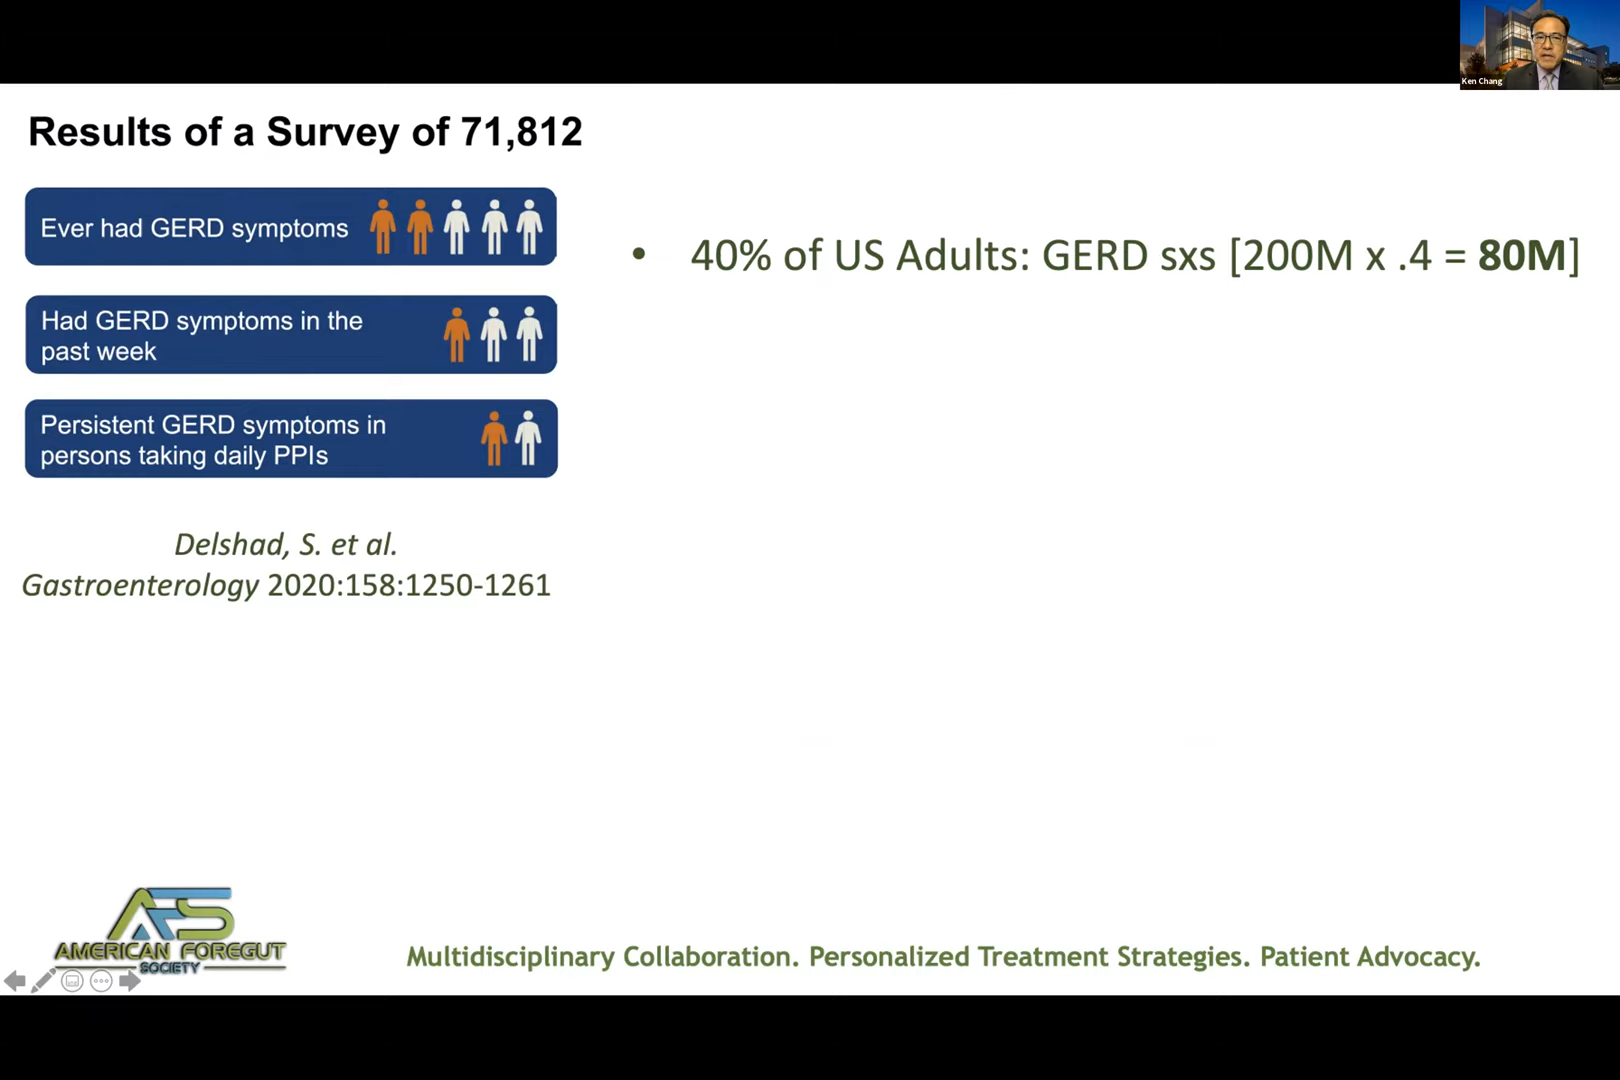 Ken Chang
Results of a Survey of 71,812
Ever had GERD symptoms
Had GERD symptoms in the
past week
Persistent GERD symptoms in
persons taking daily PPIs
Delshad, S. et al.
Gastroenterology 2020:158:1250-1261
• 40% of US Adults: GERD sxs [200M x .4 = 80M]
AFS
AMERICAN FOREGUT
SOCIETY
Multidisciplinary Collaboration. Personalized Treatment Strategies. Patient Advocacy.